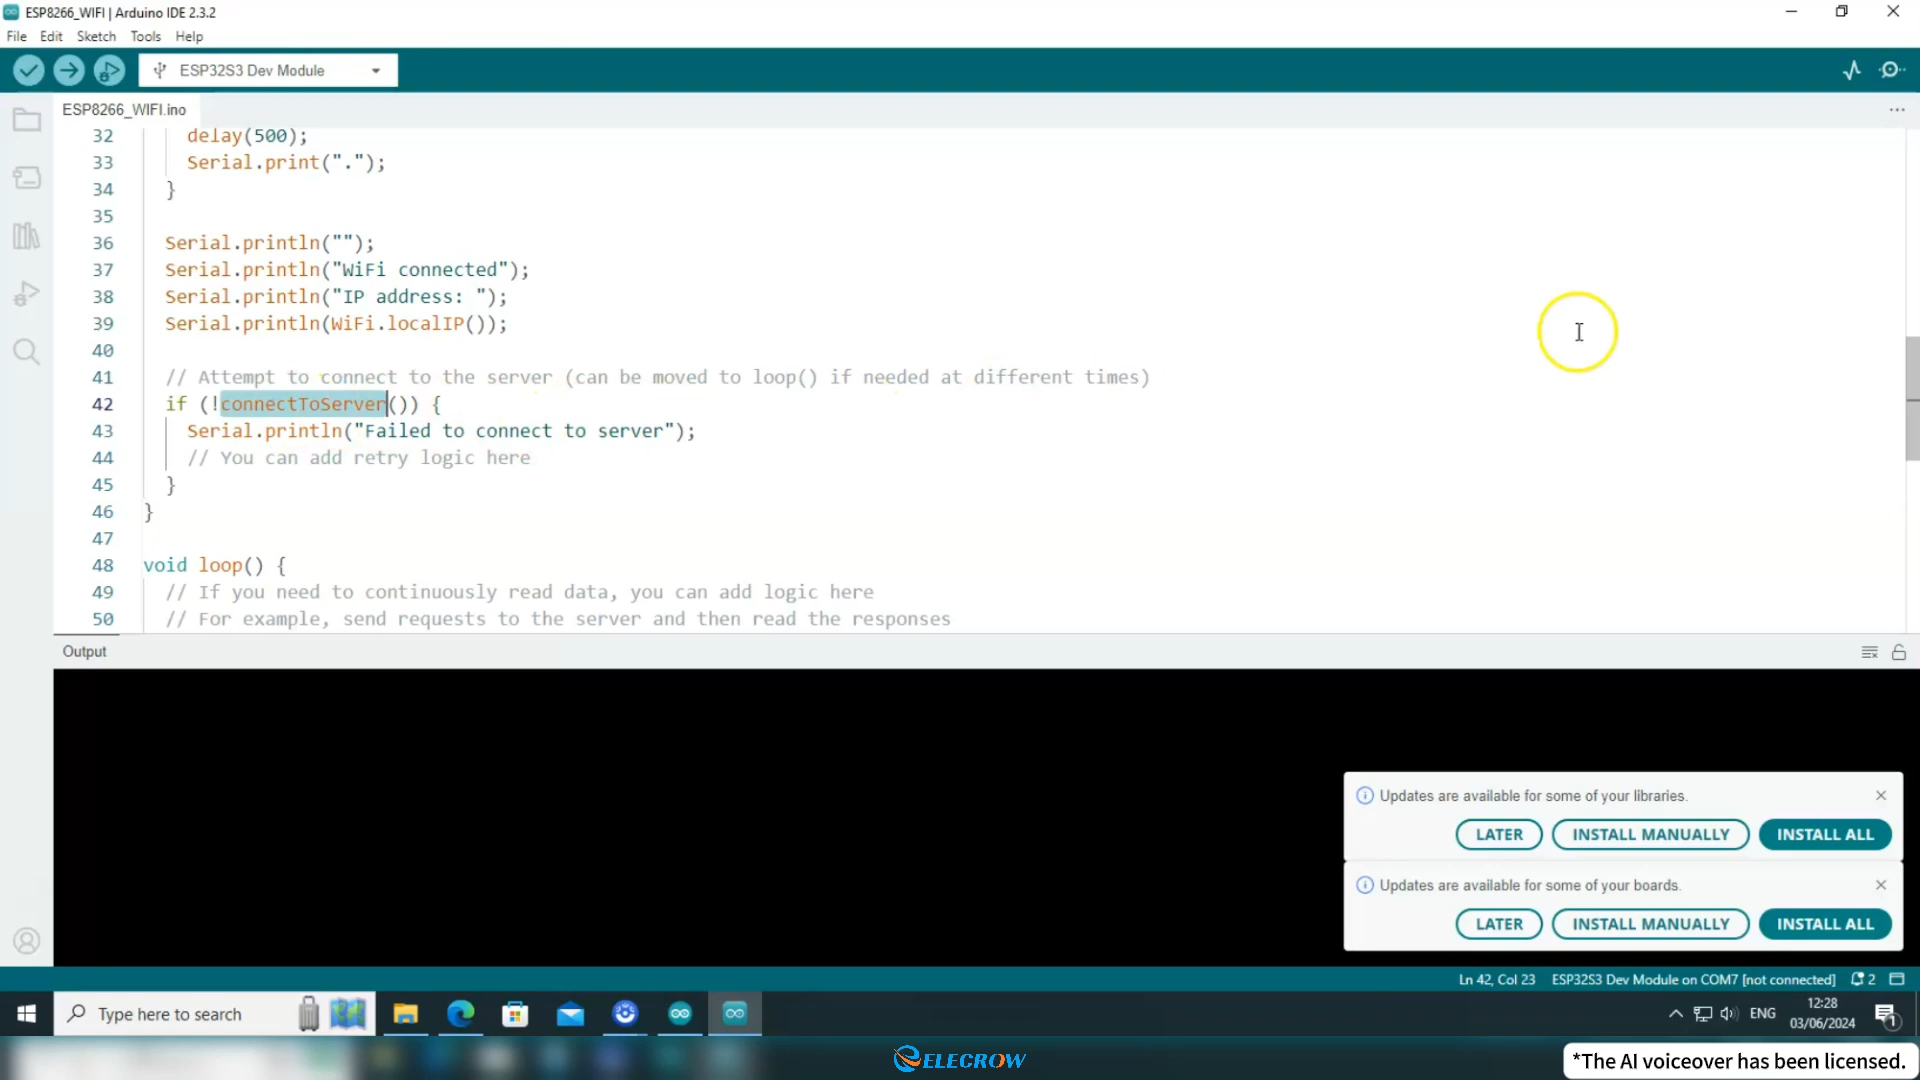 ESP8266_WIFI | Arduino IDE 2.3.2
File Edit Sketch Tools Help
ESP32S3 Dev Module
ESP8266_WIFI.ino
32 delay(500);
33 Serial.print(".");
34 }
35
36 Serial.println("");
37 Serial.println("WiFi connected");
38 Serial.println("IP address: ");
39 Serial.println(WiFi.localIP());
40
41 // Attempt to connect to the server (can be moved to loop() if needed at different times)
42 if (!connectToServer()) {
43 Serial.println("Failed to connect to server");
44 // You can add retry logic here
45 }
46 }
47
48 void loop() {
49 // If you need to continuously read data, you can add logic here
50 // For example, send requests to the server and then read the responses
Output
Updates are available for some of your libraries.
LATER INSTALL MANUALLY INSTALL ALL
Updates are available for some of your boards.
LATER INSTALL MANUALLY INSTALL ALL
Ln 42, Col 23 ESP32S3 Dev Module on COM7 [not connected] 2
Type here to search
ENG
12:28
03/06/2024
1
ELECROW
*The AI voiceover has been licensed.